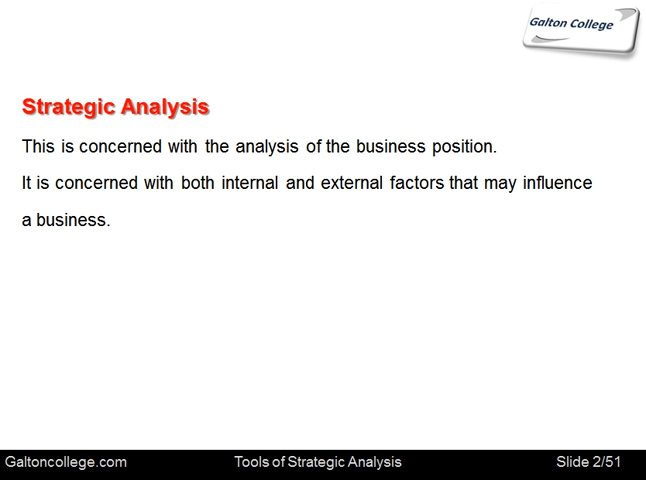 Galton College
Strategic Analysis
This is concerned with the analysis of the business position.
It is concerned with both internal and external factors that may influence
a business.
Galtoncollege.com
Tools of Strategic Analysis
Slide 2/51